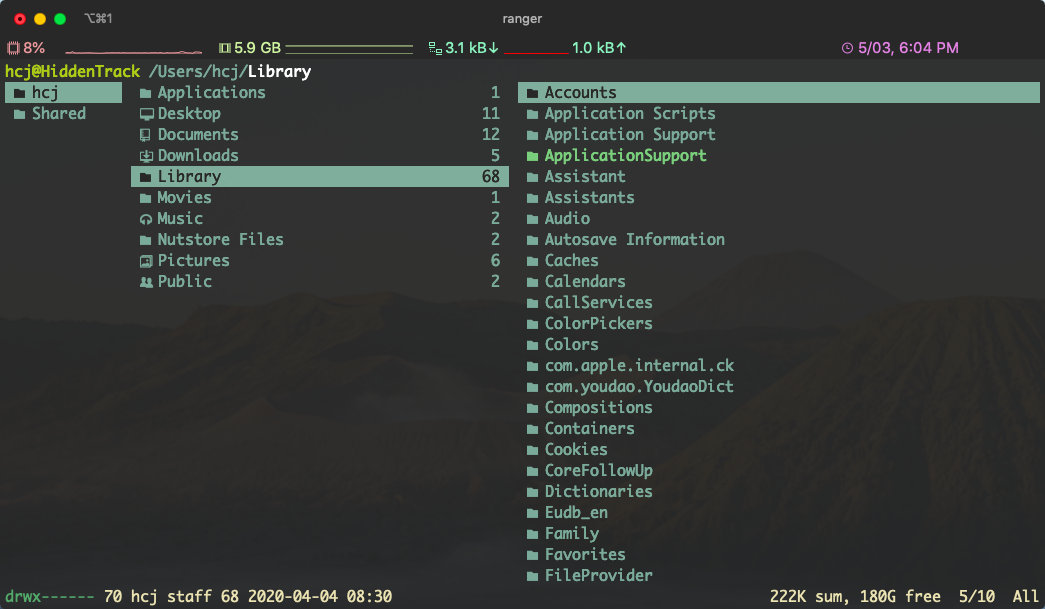 ⌥⌘1 ranger
8% 5.9 GB 3.1 kB↓ 1.0 kB↑ 5/03, 6:04 PM
hcj@HiddenTrack /Users/hcj/Library
hcj
Shared
Applications 1
Desktop 11
Documents 12
Downloads 5
Library 68
Movies 1
Music 2
Nutstore Files 2
Pictures 6
Public 2
Accounts
Application Scripts
Application Support
ApplicationSupport
Assistant
Assistants
Audio
Autosave Information
Caches
Calendars
CallServices
ColorPickers
Colors
com.apple.internal.ck
com.youdao.YoudaoDict
Compositions
Containers
Cookies
CoreFollowUp
Dictionaries
Eudb_en
Family
Favorites
FileProvider
drwx------ 70 hcj staff 68 2020-04-04 08:30 222K sum, 180G free 5/10 All